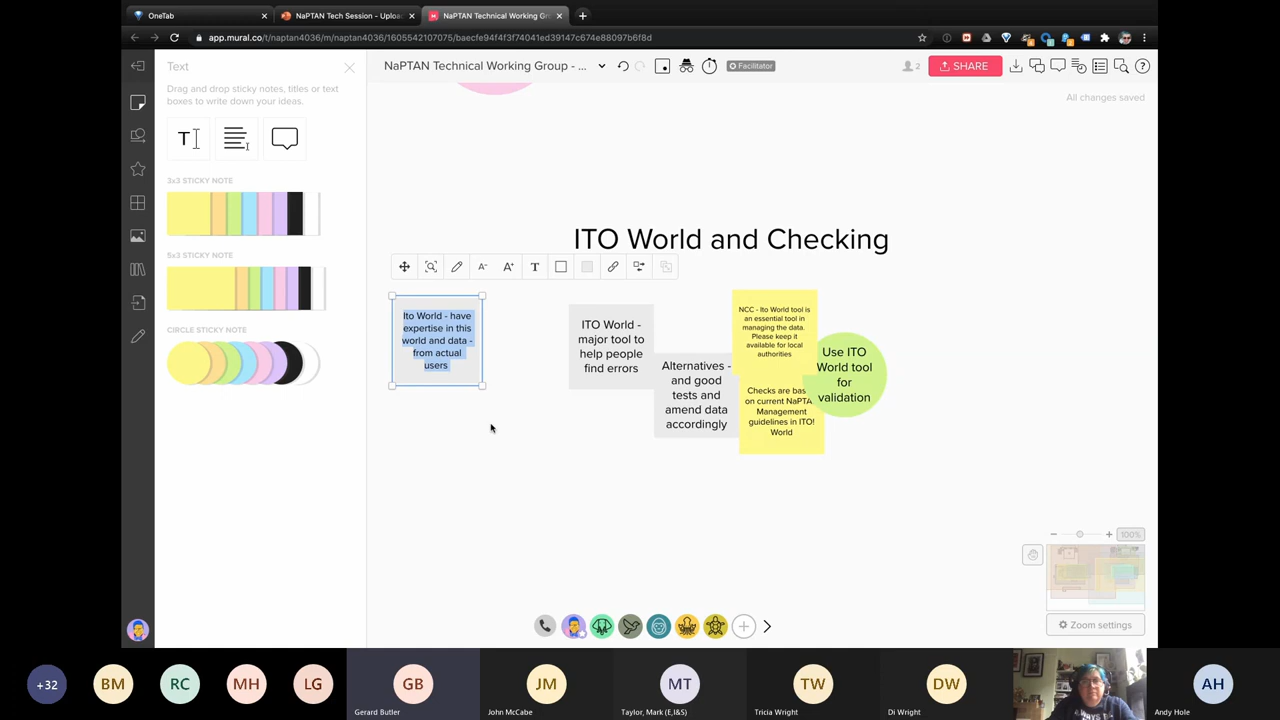 OneTab
NaPTAN Tech Session - Uploa
NaPTAN Technical Working Gro
app.mural.co/t/naptan4036/m/naptan4036/1605542107075/baecfe94f4f3f74041ed39147c674e88097b6f8d
Text
Drag and drop sticky notes, titles or text
boxes to write down your ideas.
T
3x3 STICKY NOTE
5x3 STICKY NOTE
CIRCLE STICKY NOTE
NaPTAN Technical Working Group - ...
Facilitator
2
SHARE
All changes saved
ITO World and Checking
A-
A+
T
Ito World - have
expertise in this
world and data -
from actual
users
ITO World -
major tool to
help people
find errors
Alternatives -
and good
tests and
amend data
accordingly
NCC - Ito World tool is
an essential tool in
managing the data.
Please keep it
available for local
authorities
Checks are bas
on current NaPTA
Management
guidelines in ITO!
World
Use ITO
World tool
for
validation
100%
Zoom settings
+32
BM
RC
MH
LG
GB
Gerard Butler
JM
John McCabe
MT
Taylor, Mark (E,I&S)
TW
Tricia Wright
DW
Di Wright
AH
Andy Hole